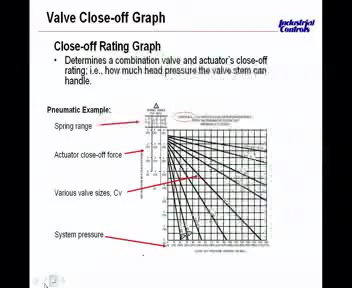 Valve Close-off Graph
Industrial
Controls
Close-off Rating Graph
• Determines a combination valve and actuator's close-off
rating; i.e., how much head pressure the valve stem can
handle.
Pneumatic Example:
Spring range
Actuator close-off force
Various valve sizes, Cv
System pressure